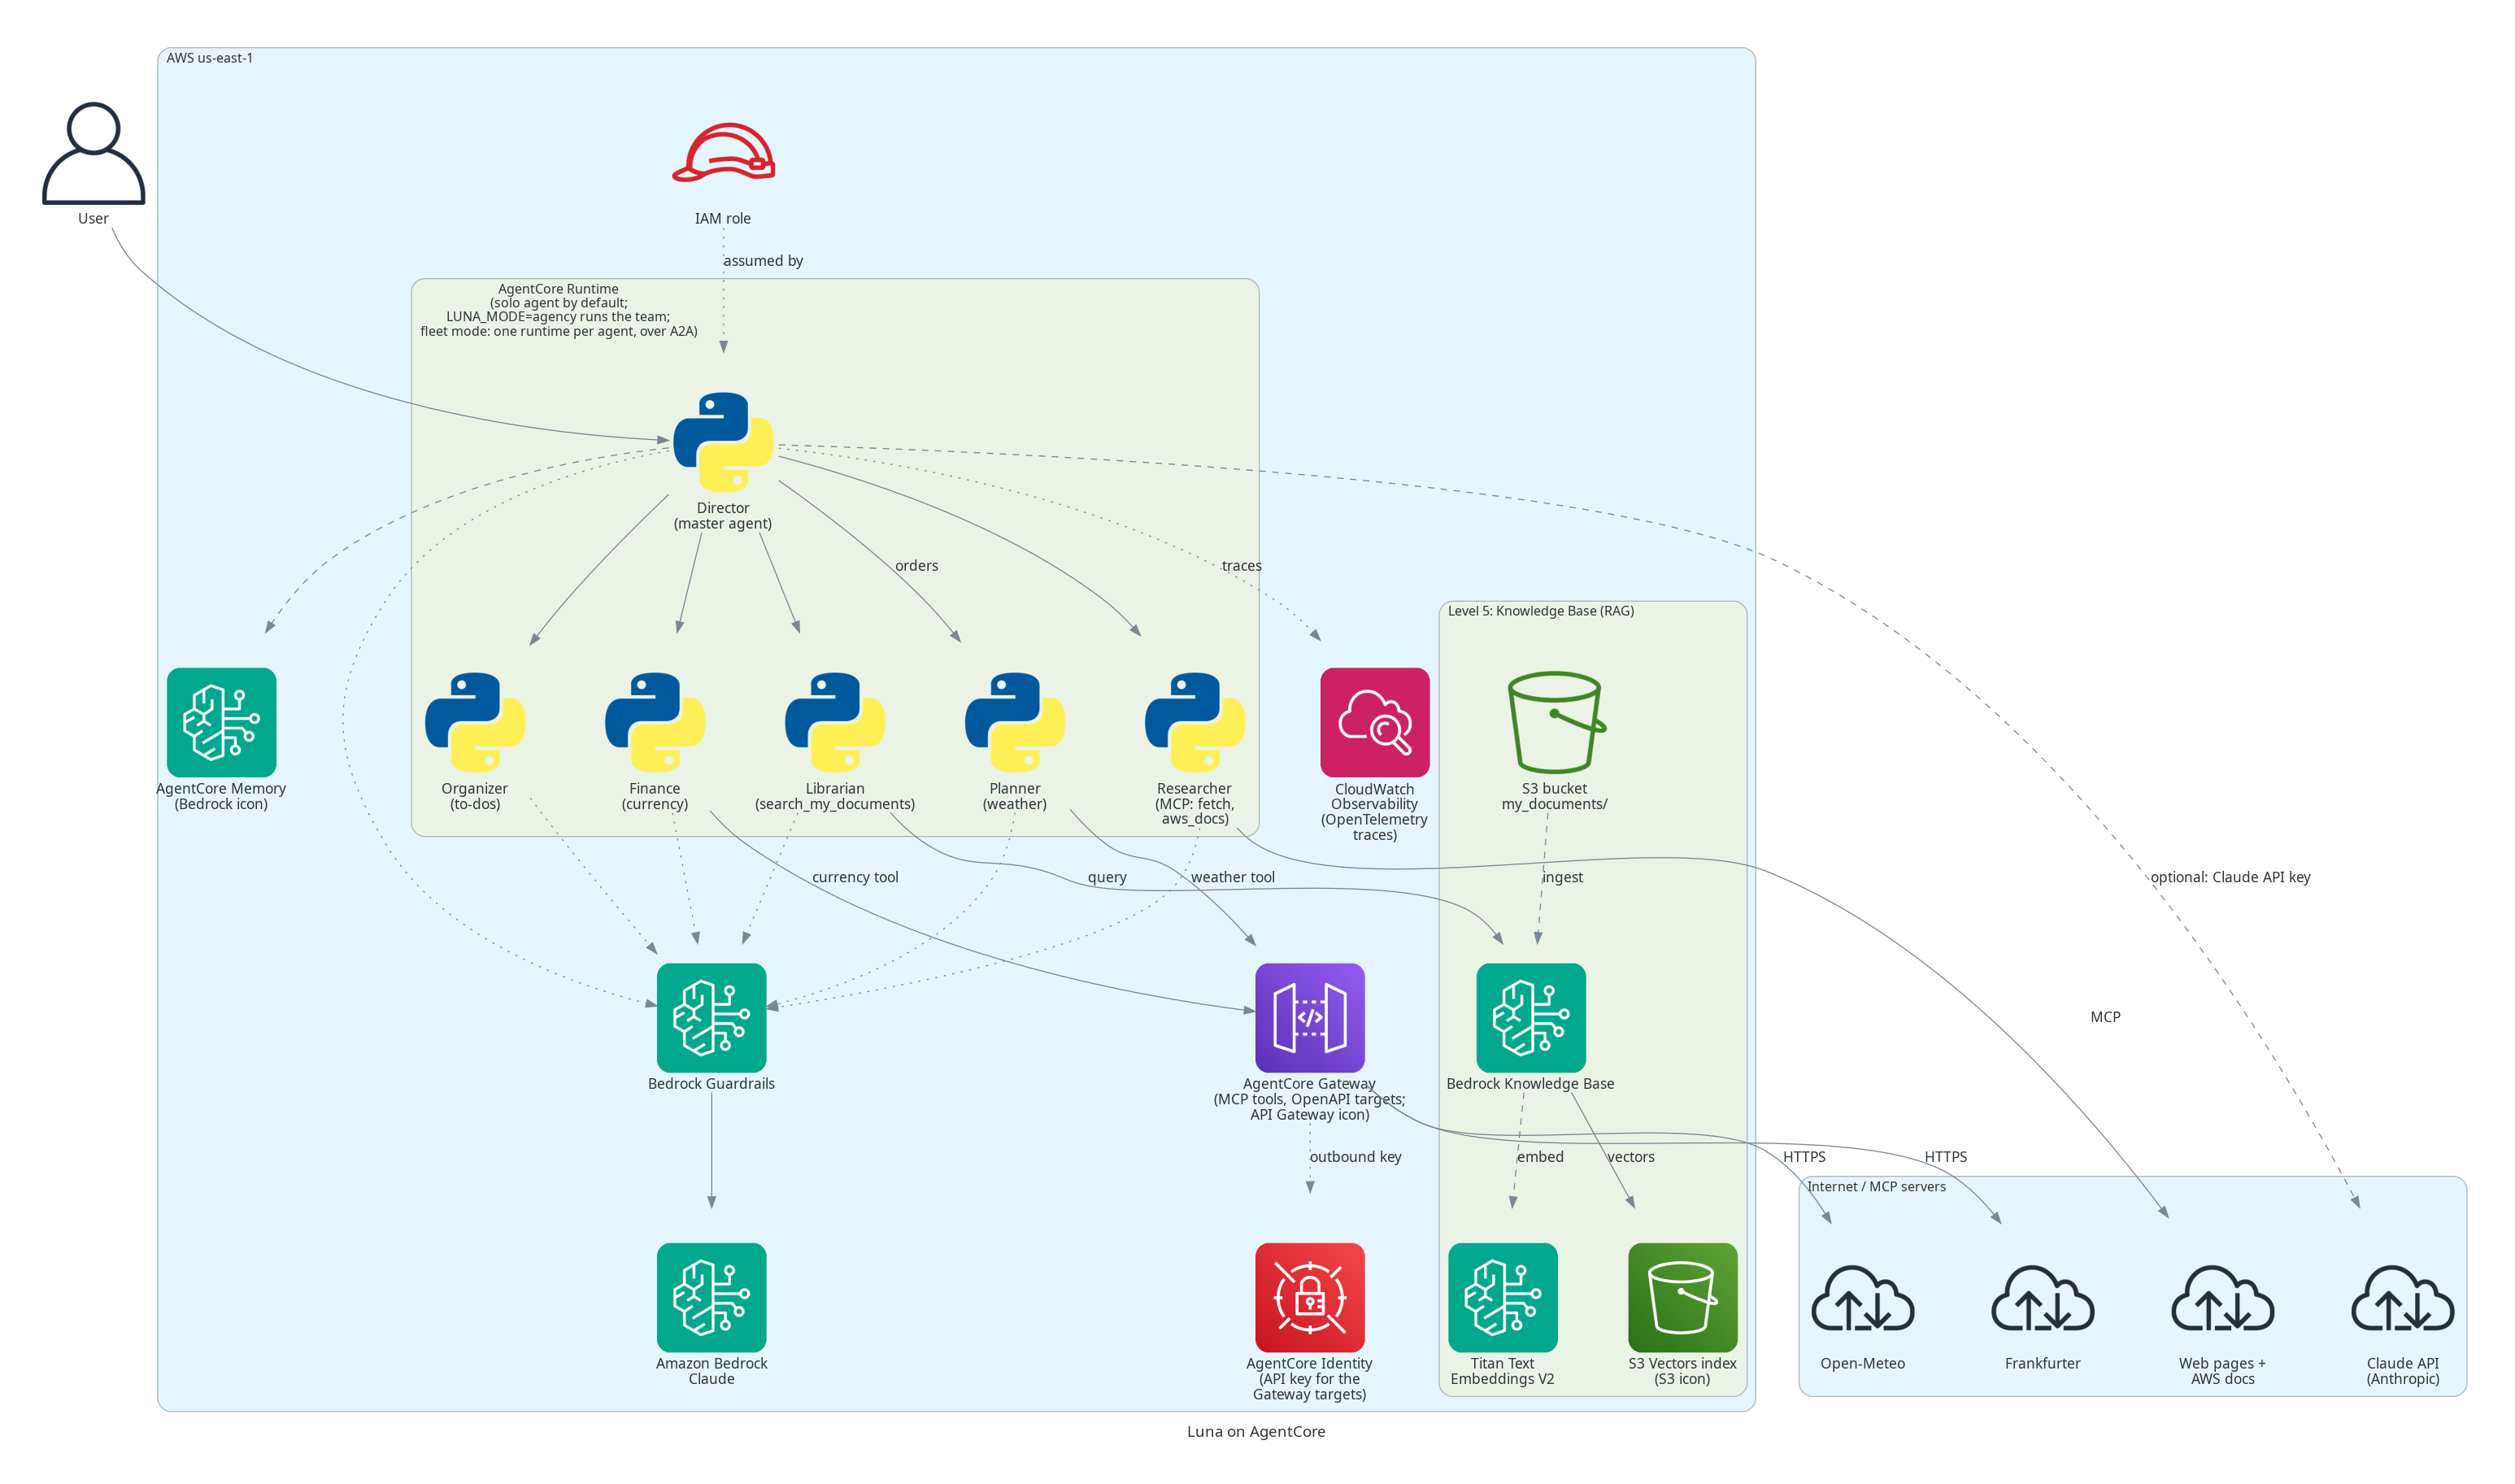 AWS us-east-1
User
IAM role
assumed by
AgentCore Runtime
(solo agent by default;
LUNA_MODE=agency runs the team;
fleet mode: one runtime per agent, over A2A)
Director
(master agent)
orders
traces
Level 5: Knowledge Base (RAG)
AgentCore Memory
(Bedrock icon)
Organizer
(to-dos)
Finance
(currency)
Librarian
(search_my_documents)
Planner
(weather)
Researcher
(MCP: fetch,
aws_docs)
CloudWatch
Observability
(OpenTelemetry
traces)
S3 bucket
my_documents/
currency tool
query
weather tool
ingest
optional: Claude API key
MCP
Bedrock Guardrails
AgentCore Gateway
(MCP tools, OpenAPI targets;
API Gateway icon)
Bedrock Knowledge Base
outbound key
embed
vectors
HTTPS
HTTPS
Internet / MCP servers
Amazon Bedrock
Claude
AgentCore Identity
(API key for the
Gateway targets)
Titan Text
Embeddings V2
S3 Vectors index
(S3 icon)
Open-Meteo
Frankfurter
Web pages +
AWS docs
Claude API
(Anthropic)
Luna on AgentCore